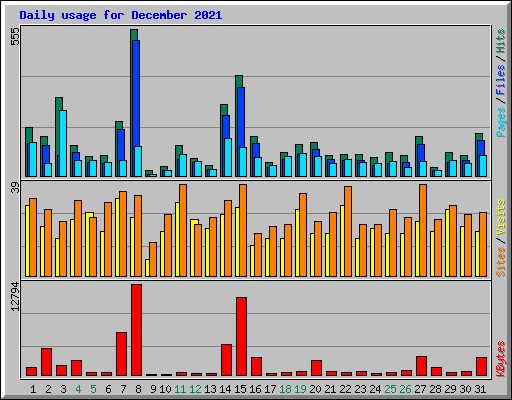 Daily usage for December 2021
555
Pages / Files / Hits
39
Sites / Visits
12794
KBytes
1 2 3 4 5 6 7 8 9 10 11 12 13 14 15 16 17 18 19 20 21 22 23 24 25 26 27 28 29 30 31